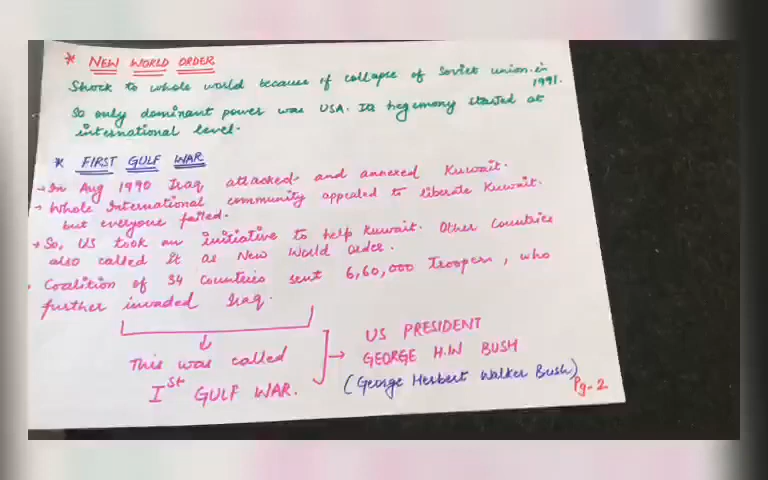 * NEW WORLD ORDER
Shock to whole world because of collapse of Soviet union in 1991.
So only dominant power was USA. Its hegemony started at
international level.
* FIRST GULF WAR
→ In Aug 1990 Iraq attacked and annexed Kuwait.
→ Whole International community appealed to liberate Kuwait.
but everyone failed.
→ So, US took an initiative to help Kuwait. Other Countries
also called It as New World Order.
Coalition of 34 Countries sent 6,60,000 Troopers, who
further invaded Iraq.
This was called
Ist GULF WAR.
→ US PRESIDENT
GEORGE H.W BUSH
(George Herbert Walker Bush)
Pg-2